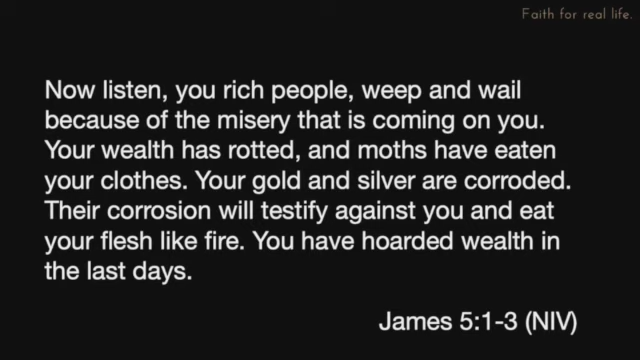 Faith for real life.
Now listen, you rich people, weep and wail
because of the misery that is coming on you.
Your wealth has rotted, and moths have eaten
your clothes. Your gold and silver are corroded.
Their corrosion will testify against you and eat
your flesh like fire. You have hoarded wealth in
the last days.
James 5:1-3 (NIV)